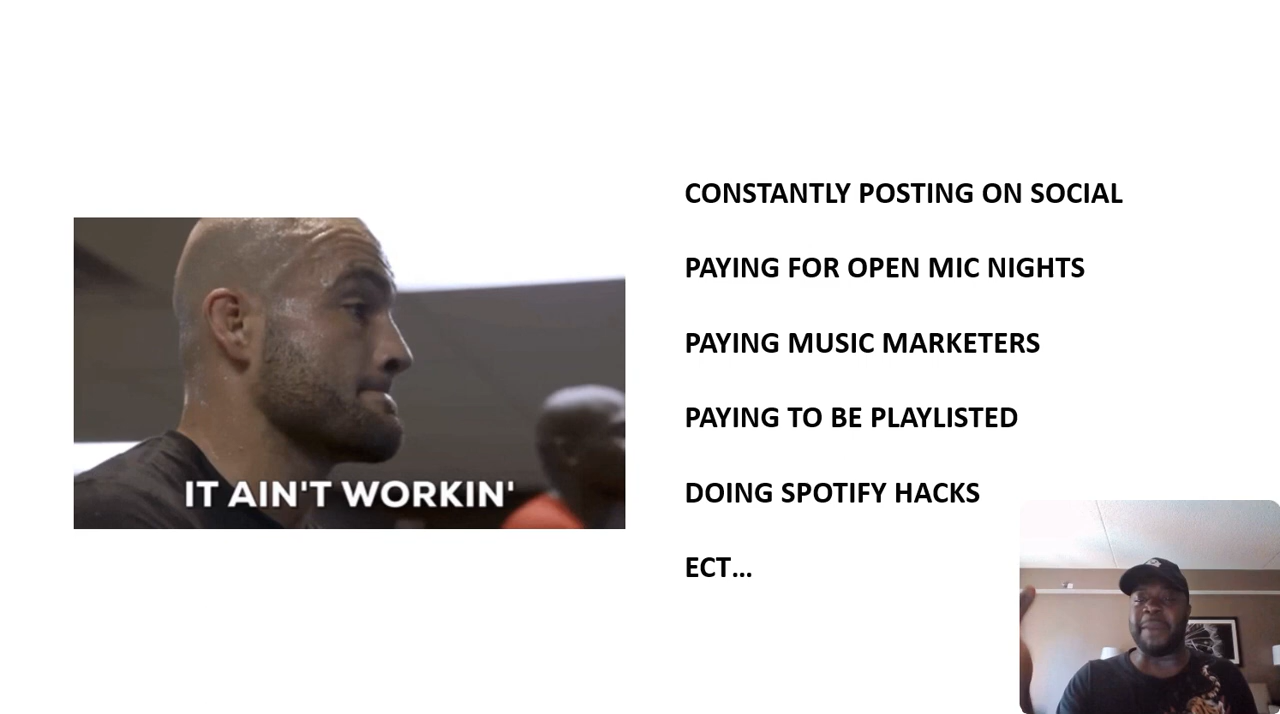 CONSTANTLY POSTING ON SOCIAL
PAYING FOR OPEN MIC NIGHTS
PAYING MUSIC MARKETERS
PAYING TO BE PLAYLISTED
DOING SPOTIFY HACKS
ECT...
IT AIN'T WORKIN'